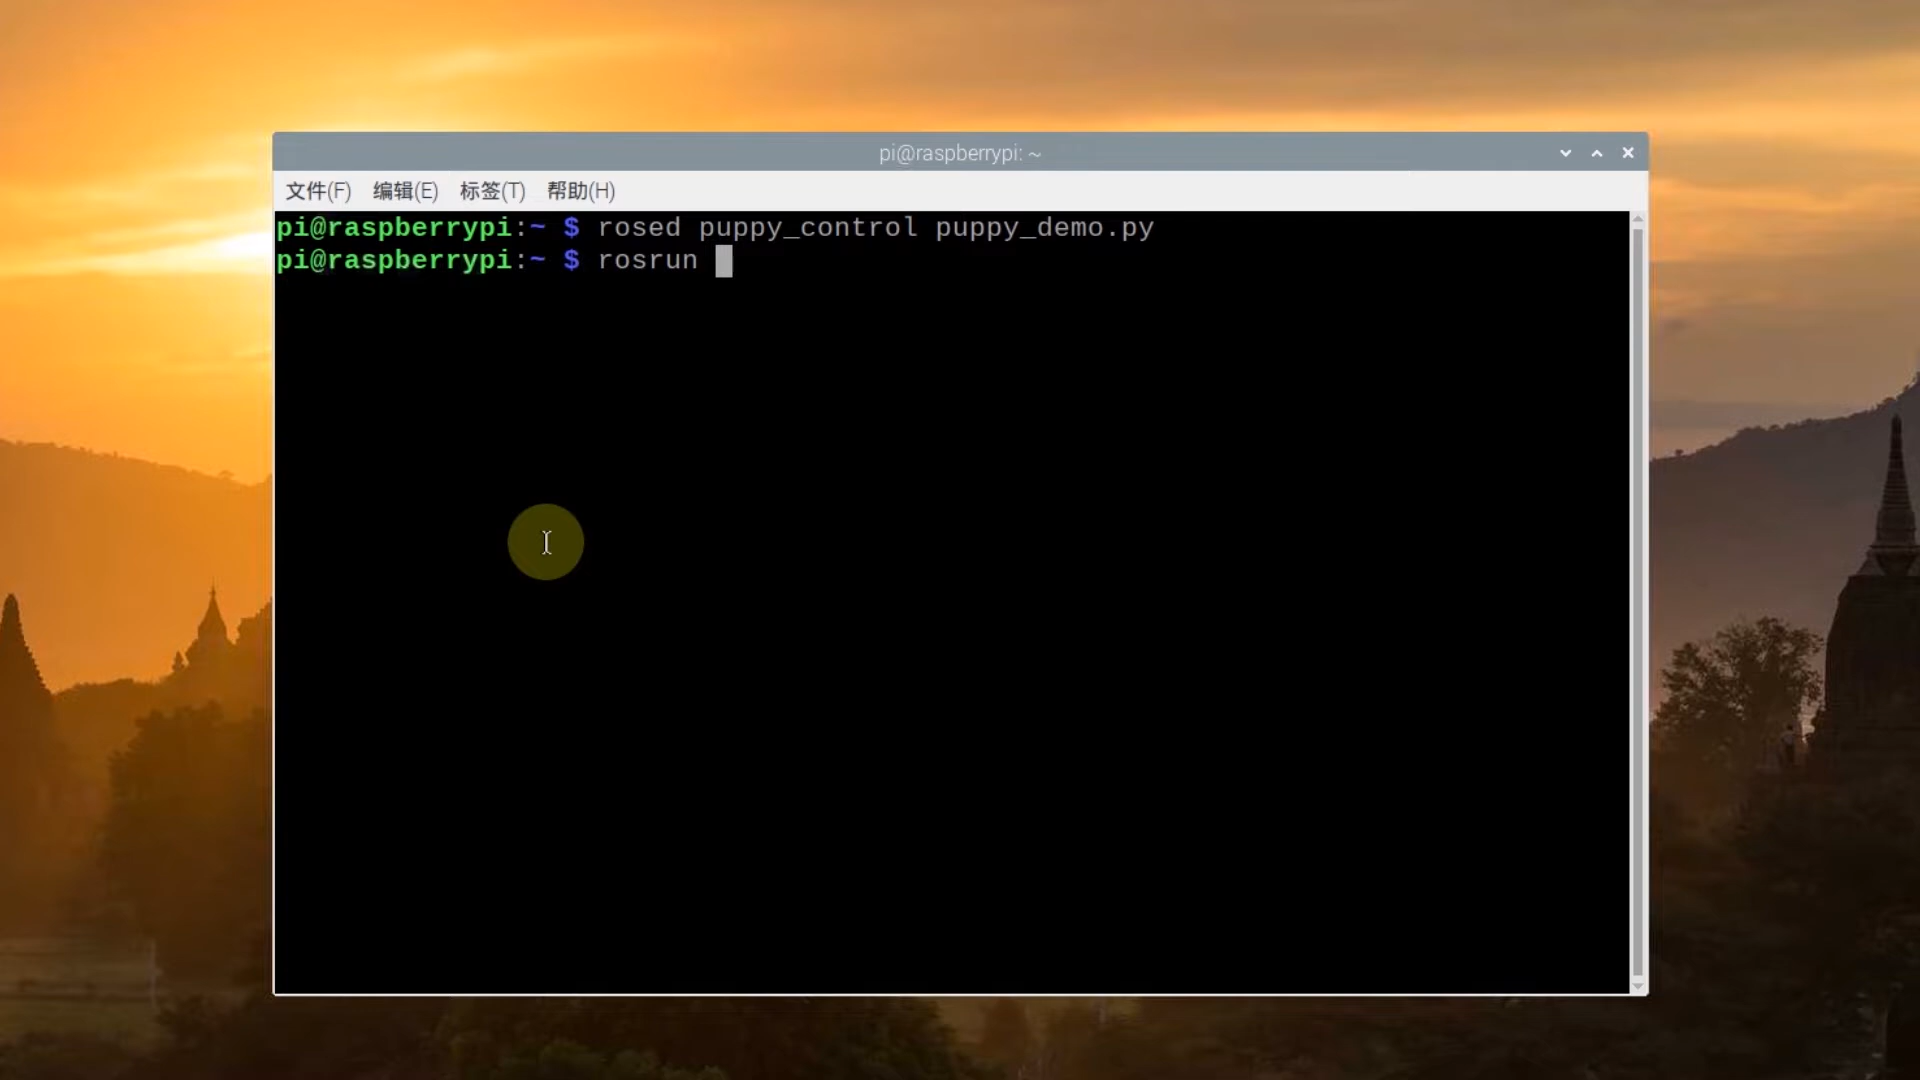 pi@raspberrypi: ~
文件(F) 编辑(E) 标签(T) 帮助(H)
pi@raspberrypi:~ $ rosed puppy_control puppy_demo.py
pi@raspberrypi:~ $ rosrun